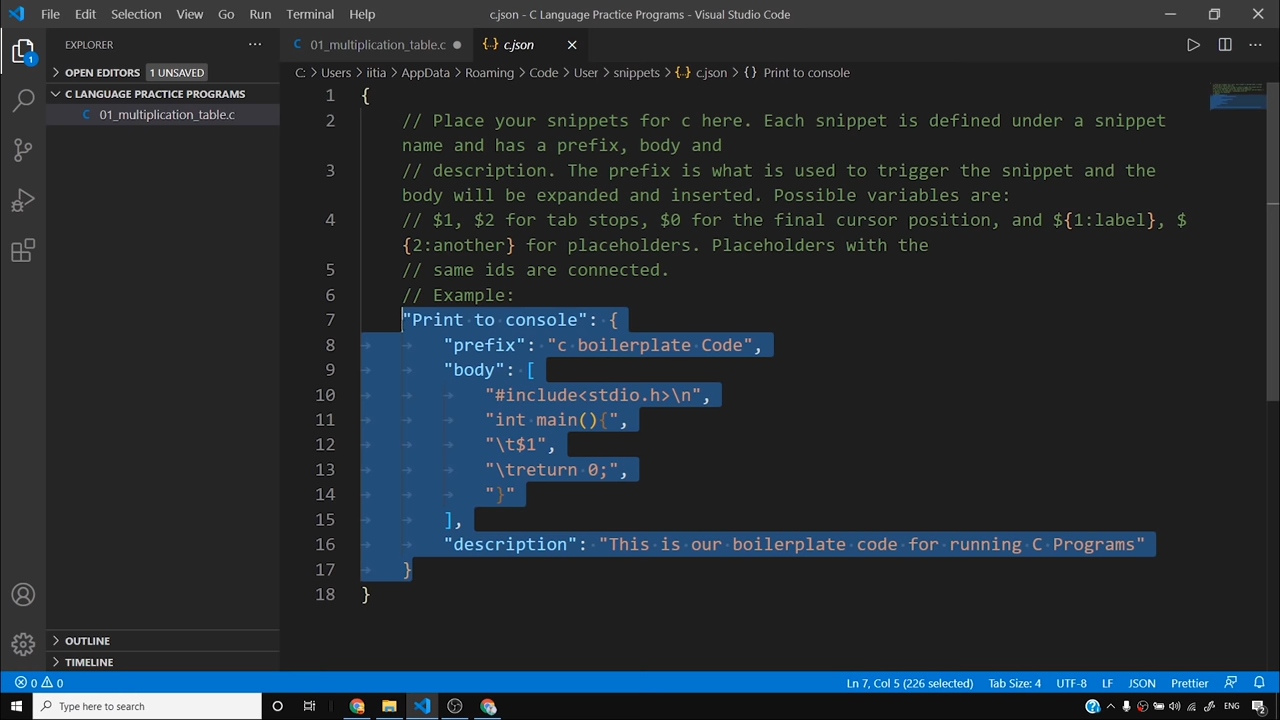 File Edit Selection View Go Run Terminal Help c.json - C Language Practice Programs - Visual Studio Code
EXPLORER
01_multiplication_table.c
c.json
OPEN EDITORS 1 UNSAVED
C: > Users > iitia > AppData > Roaming > Code > User > snippets > {..} c.json > {} Print to console
C LANGUAGE PRACTICE PROGRAMS
C 01_multiplication_table.c
1 {
2 // Place your snippets for c here. Each snippet is defined under a snippet
name and has a prefix, body and
3 // description. The prefix is what is used to trigger the snippet and the
body will be expanded and inserted. Possible variables are:
4 // $1, $2 for tab stops, $0 for the final cursor position, and ${1:label}, $
{2:another} for placeholders. Placeholders with the
5 // same ids are connected.
6 // Example:
7 "Print to console": {
8 "prefix": "c boilerplate Code",
9 "body": [
10 "#include<stdio.h>\n",
11 "int main(){",
12 "\t$1",
13 "\treturn 0;",
14 "}"
15 ],
16 "description": "This is our boilerplate code for running C Programs"
17 }
18 }
OUTLINE
TIMELINE
0 0 Ln 7, Col 5 (226 selected) Tab Size: 4 UTF-8 LF JSON Prettier
Type here to search
ENG
2
1